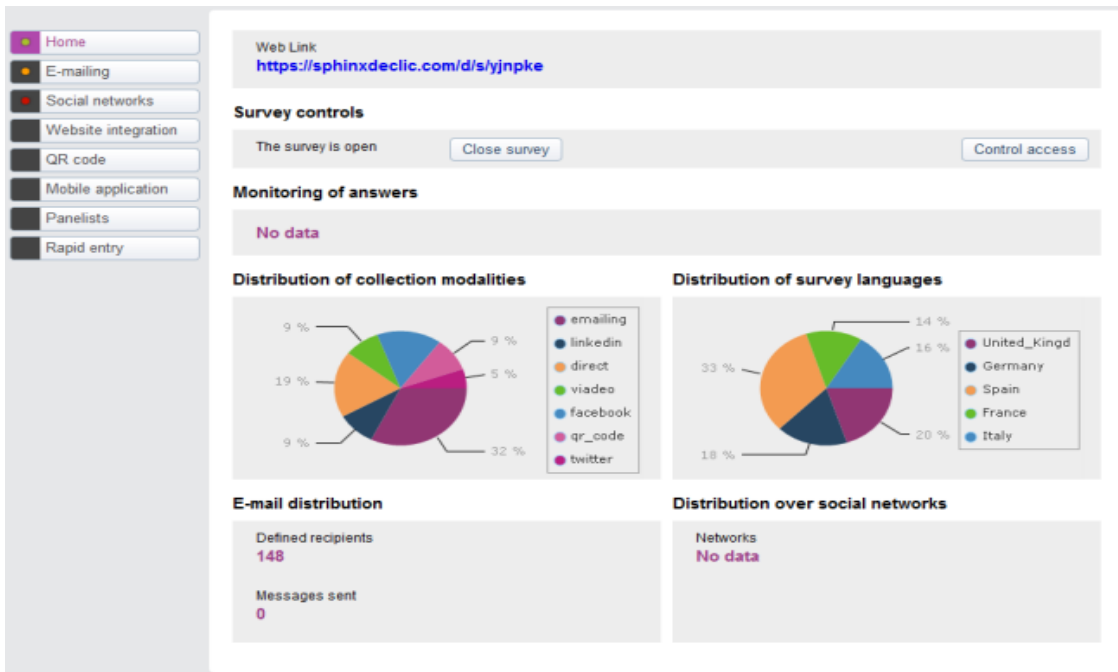 Home
E-mailing
Social networks
Website integration
QR code
Mobile application
Panelists
Rapid entry
Web Link
https://sphinxdeclic.com/d/s/yjnpke
Survey controls
The survey is open
Close survey
Control access
Monitoring of answers
No data
Distribution of collection modalities
9 %
19 %
9 %
9 %
5 %
32 %
emailing
linkedin
direct
viadeo
facebook
qr_code
twitter
Distribution of survey languages
14 %
16 %
33 %
20 %
18 %
United_Kingd
Germany
Spain
France
Italy
E-mail distribution
Defined recipients
148
Messages sent
0
Distribution over social networks
Networks
No data